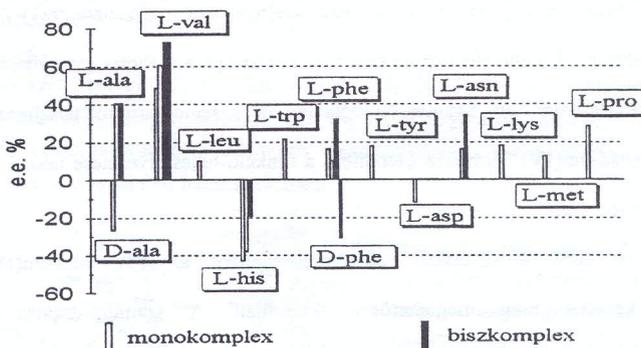 80
L-val
60
L-ala
L-phe
L-asn
L-pro
40
L-trp
L-tyr
L-lys
L-leu
20
e.e. %
0
-20
L-asp
L-met
D-ala
L-his
D-phe
-40
-60
monokomplex
biszkomplex